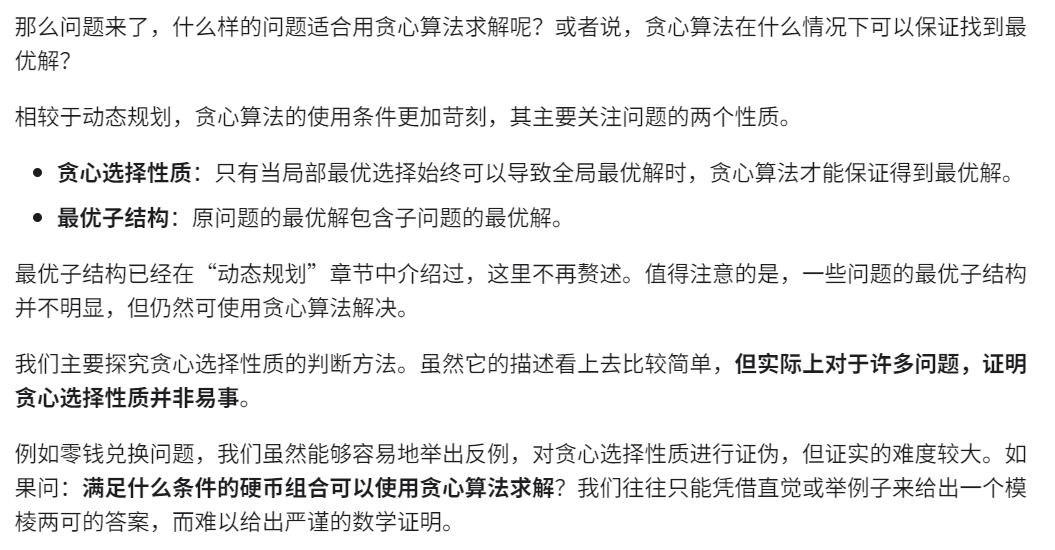 那么问题来了，什么样的问题适合用贪心算法求解呢？或者说，贪心算法在什么情况下可以保证找到最
优解？
相较于动态规划，贪心算法的使用条件更加苛刻，其主要关注问题的两个性质。
• 贪心选择性质：只有当局部最优选择始终可以导致全局最优解时，贪心算法才能保证得到最优解。
• 最优子结构：原问题的最优解包含子问题的最优解。
最优子结构已经在“动态规划”章节中介绍过，这里不再赘述。值得注意的是，一些问题的最优子结构
并不明显，但仍然可使用贪心算法解决。
我们主要探究贪心选择性质的判断方法。虽然它的描述看上去比较简单，但实际上对于许多问题，证明
贪心选择性质并非易事。
例如零钱兑换问题，我们虽然能够容易地举出反例，对贪心选择性质进行证伪，但证实的难度较大。如
果问：满足什么条件的硬币组合可以使用贪心算法求解？我们往往只能凭借直觉或举例子来给出一个模
棱两可的答案，而难以给出严谨的数学证明。